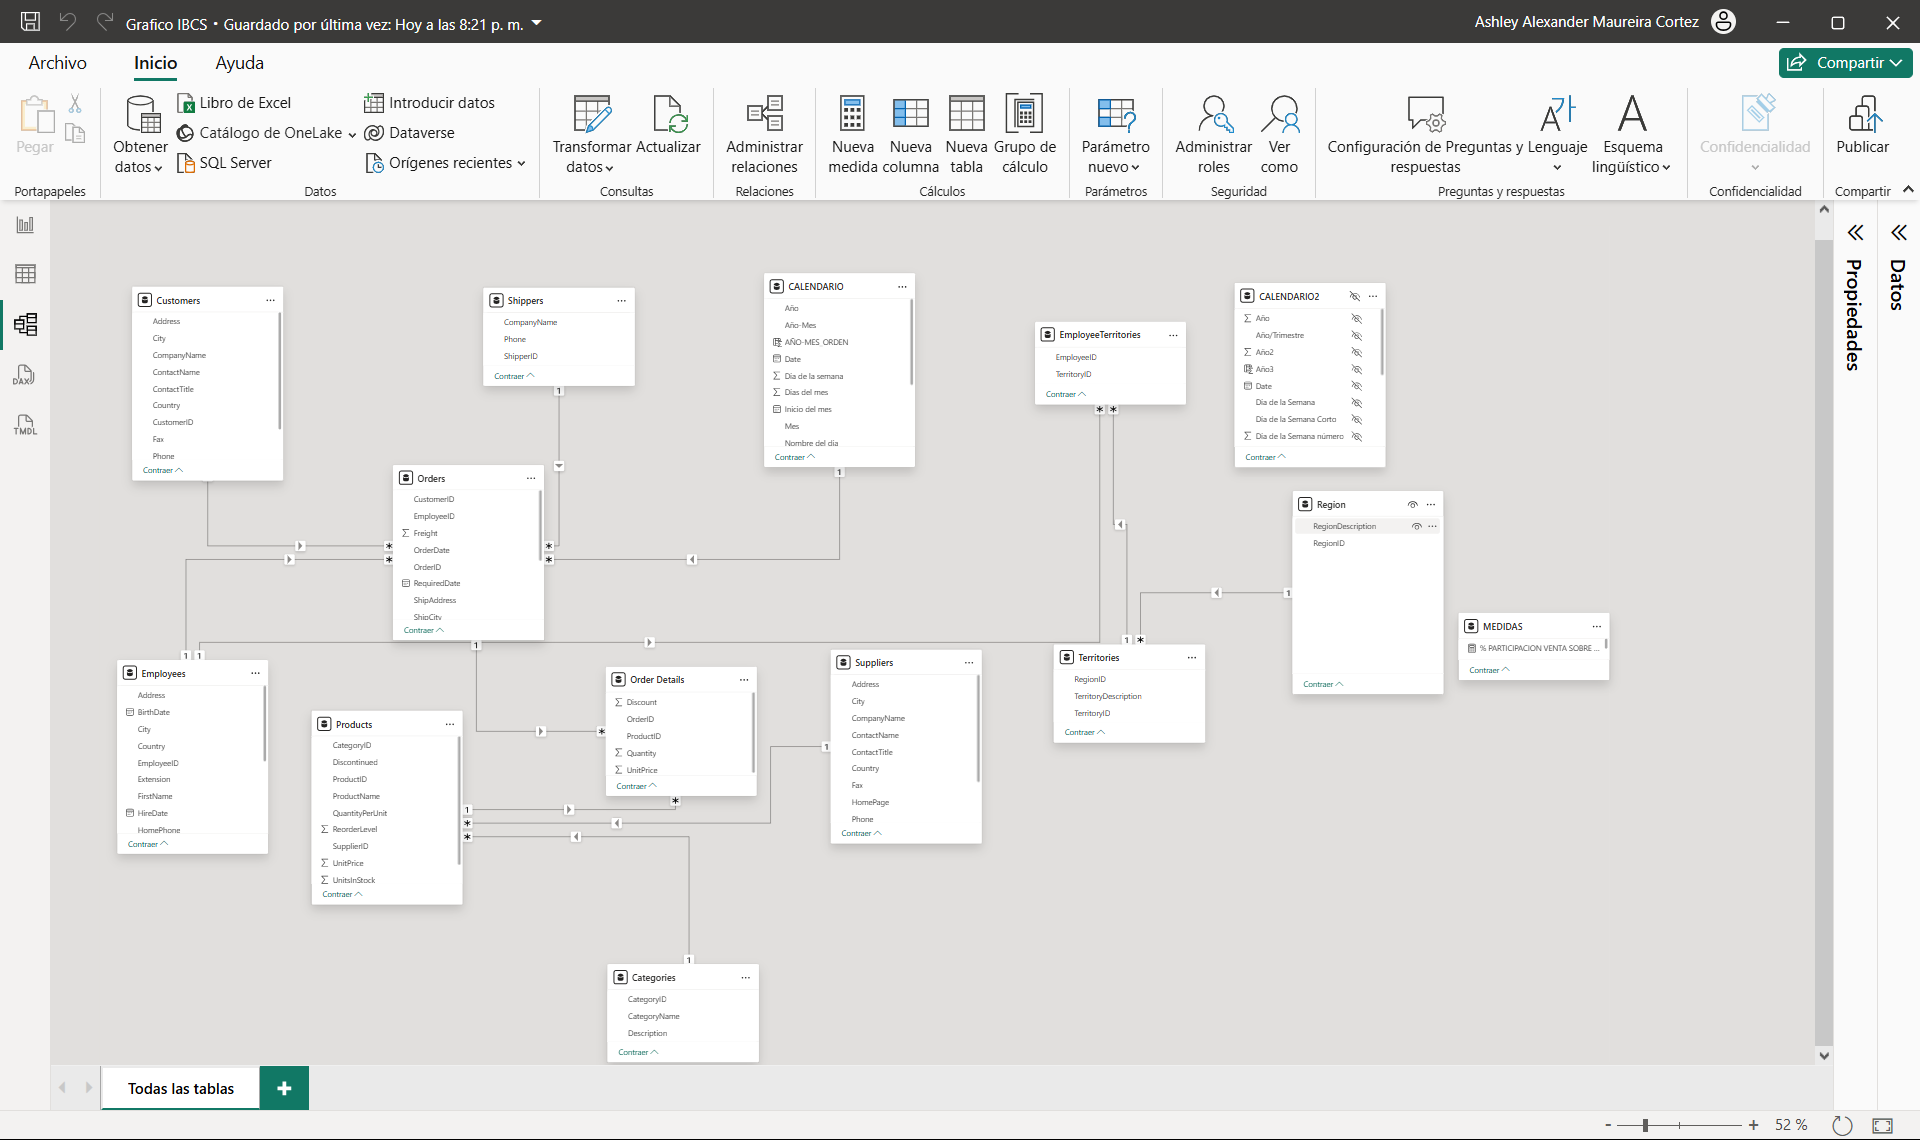 Grafico IBCS • Guardado por última vez: Hoy a las 8:21 p. m.
Ashley Alexander Maureira Cortez
Archivo
Inicio
Ayuda
Compartir
Pegar
Portapapeles
Obtener datos
Libro de Excel
Catálogo de OneLake
SQL Server
Introducir datos
Dataverse
Orígenes recientes
Datos
Transformar datos
Actualizar
Consultas
Administrar relaciones
Relaciones
Nueva medida
Nueva columna
Nueva tabla
Grupo de cálculo
Cálculos
Parámetro nuevo
Parámetros
Administrar roles
Ver como
Seguridad
Configuración de Preguntas y respuestas
Lenguaje
Esquema lingüístico
Preguntas y respuestas
Confidencialidad
Confidencialidad
Publicar
Compartir
DAX
TMDL
Customers
Address
City
CompanyName
ContactName
ContactTitle
Country
CustomerID
Fax
Phone
Contraer
Shippers
CompanyName
Phone
ShipperID
Contraer
CALENDARIO
Año
Año-Mes
AÑO-MES_ORDEN
Date
Día de la semana
Días del mes
Inicio del mes
Mes
Nombre del día
Contraer
EmployeeTerritories
EmployeeID
TerritoryID
Contraer
CALENDARIO2
Año
Año/Trimestre
Año2
Año3
Date
Día de la Semana
Día de la Semana Corto
Día de la Semana número
Contraer
Orders
CustomerID
EmployeeID
Freight
OrderDate
OrderID
RequiredDate
ShipAddress
ShipCity
Contraer
Region
RegionDescription
RegionID
Contraer
MEDIDAS
% PARTICIPACION VENTA SOBRE ...
Contraer
Employees
Address
BirthDate
City
Country
EmployeeID
Extension
FirstName
HireDate
HomePhone
Contraer
Products
CategoryID
Discontinued
ProductID
ProductName
QuantityPerUnit
ReorderLevel
SupplierID
UnitPrice
UnitsInStock
Contraer
Order Details
Discount
OrderID
ProductID
Quantity
UnitPrice
Contraer
Suppliers
Address
City
CompanyName
ContactName
ContactTitle
Country
Fax
HomePage
Phone
Contraer
Territories
RegionID
TerritoryDescription
TerritoryID
Contraer
Categories
CategoryID
CategoryName
Description
Contraer
Propiedades
Datos
Todas las tablas
52 %